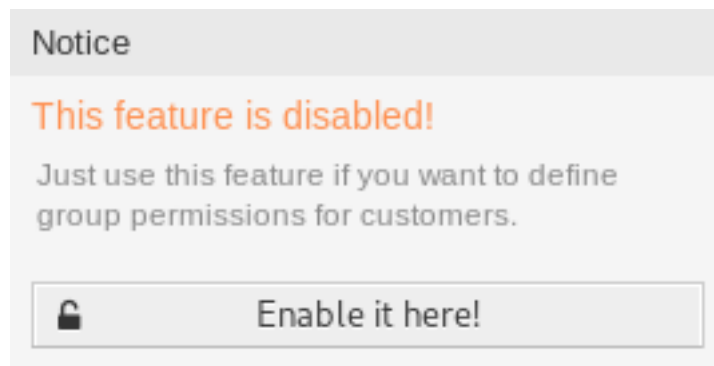 Notice
This feature is disabled!
Just use this feature if you want to define
group permissions for customers.
Enable it here!